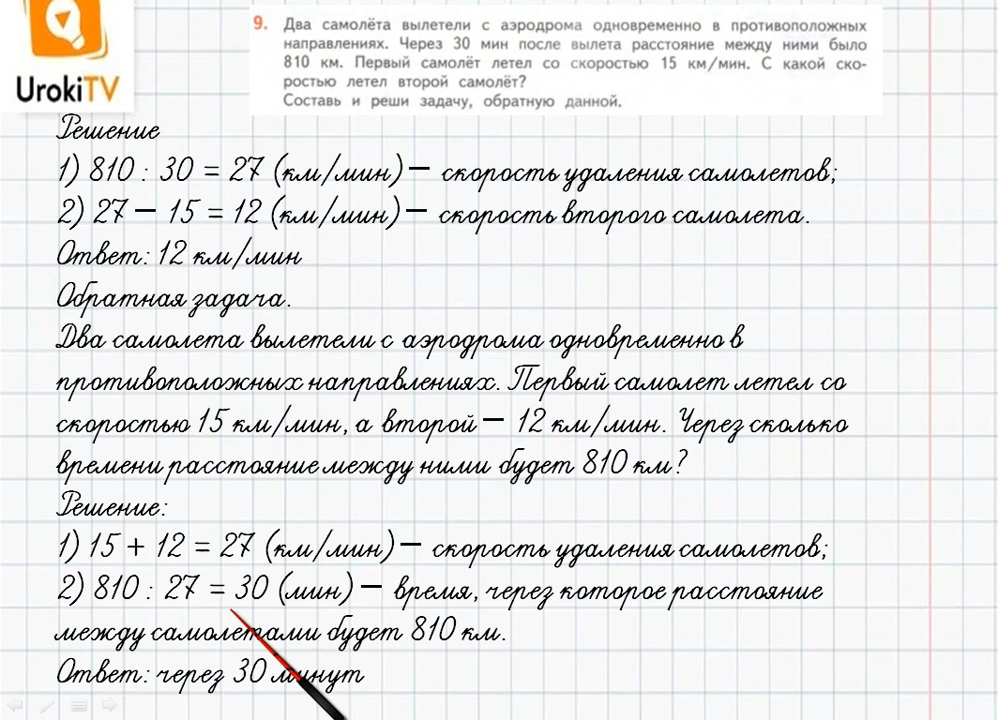 9. Два самолёта вылетели с аэродрома одновременно в противоположных
направлениях. Через 30 мин после вылета расстояние между ними было
810 км. Первый самолёт летел со скоростью 15 км/мин. С какой ско-
ростью летел второй самолёт?
Составь и реши задачу, обратную данной.
UrokiTV
Решение
1) 810 : 30 = 27 (км/мин) – скорость удаления самолетов;
2) 27 – 15 = 12 (км/мин) – скорость второго самолета.
Ответ: 12 км/мин
Обратная задача.
Два самолета вылетели с аэродрома одновременно в
противоположных направлениях. Первый самолет летел со
скоростью 15 км/мин, а второй – 12 км/мин. Через сколько
времени расстояние между ними будет 810 км?
Решение:
1) 15 + 12 = 27 (км/мин) – скорость удаления самолетов;
2) 810 : 27 = 30 (мин) – время, через которое расстояние
между самолетами будет 810 км.
Ответ: через 30 минут